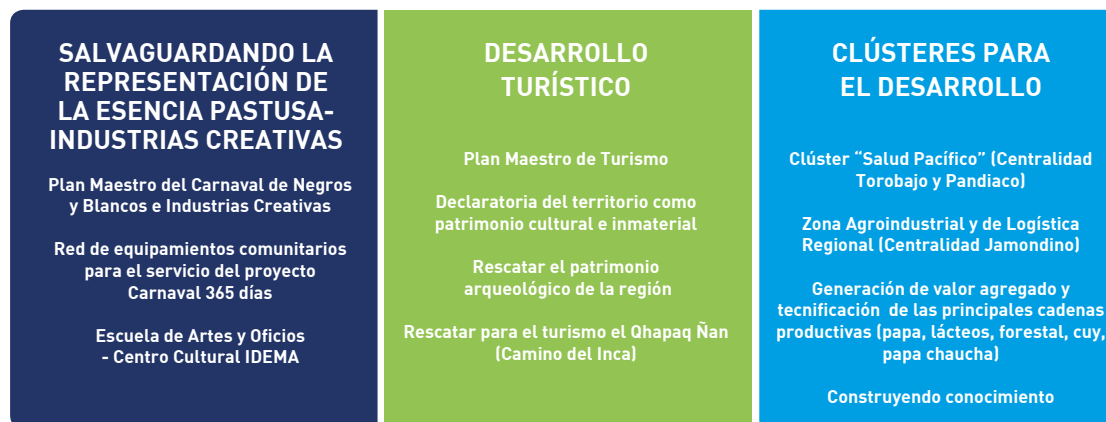 SALVAGUARDANDO LA
REPRESENTACIÓN DE
LA ESENCIA PASTUSA-
INDUSTRIAS CREATIVAS
Plan Maestro del Carnaval de Negros
y Blancos e Industrias Creativas
Red de equipamientos comunitarios
para el servicio del proyecto
Carnaval 365 días
Escuela de Artes y Oficios
- Centro Cultural IDEMA
DESARROLLO
TURÍSTICO
Plan Maestro de Turismo
Declaratoria del territorio como
patrimonio cultural e inmaterial
Rescatar el patrimonio
arqueológico de la región
Rescatar para el turismo el Qhapaq Ñan
(Camino del Inca)
CLÚSTERES PARA
EL DESARROLLO
Clúster “Salud Pacífico” (Centralidad
Torobajo y Pandiaco)
Zona Agroindustrial y de Logística
Regional (Centralidad Jamondino)
Generación de valor agregado y
tecnificación de las principales cadenas
productivas (papa, lácteos, forestal, cuy,
papa chaucha)
Construyendo conocimiento